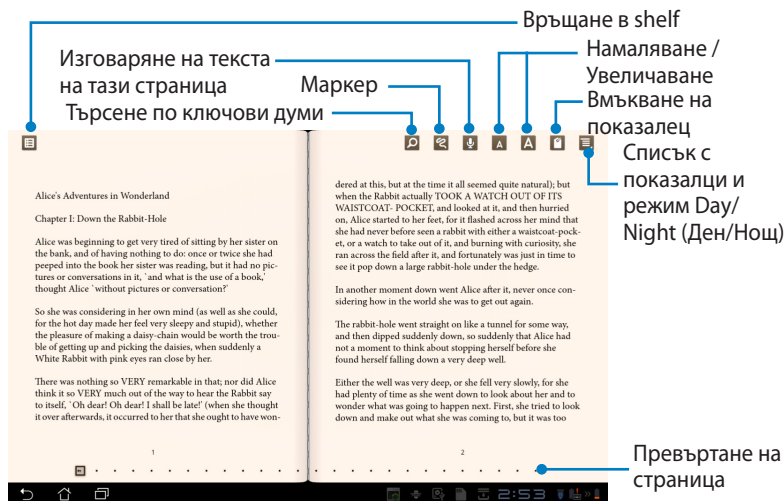 Връщане в shelf
Изговаряне на текста
на тази страница
Маркер
Търсене по ключови думи
Намаляване /
Увеличаване
Вмъкване на
показалец
Списък с
показалци и
режим Day/
Night (Ден/Нощ)
A
A
Alice's Adventures in Wonderland
Chapter I: Down the Rabbit-Hole
Alice was beginning to get very tired of sitting by her sister on
the bank, and of having nothing to do: once or twice she had
peeped into the book her sister was reading, but it had no pic-
tures or conversations in it, `and what is the use of a book,'
thought Alice `without pictures or conversation?'
So she was considering in her own mind (as well as she could,
for the hot day made her feel very sleepy and stupid), whether
the pleasure of making a daisy-chain would be worth the trou-
ble of getting up and picking the daisies, when suddenly a
White Rabbit with pink eyes ran close by her.
There was nothing so VERY remarkable in that; nor did Alice
think it so VERY much out of the way to hear the Rabbit say
to itself, `Oh dear! Oh dear! I shall be late!' (when she thought
it over afterwards, it occurred to her that she ought to have won-
1
dered at this, but at the time it all seemed quite natural); but
when the Rabbit actually TOOK A WATCH OUT OF ITS
WAISTCOAT- POCKET, and looked at it, and then hurried
on, Alice started to her feet, for it flashed across her mind that
she had never before seen a rabbit with either a waistcoat-pock-
et, or a watch to take out of it, and burning with curiosity, she
ran across the field after it, and fortunately was just in time to
see it pop down a large rabbit-hole under the hedge.
In another moment down went Alice after it, never once con-
sidering how in the world she was to get out again.
The rabbit-hole went straight on like a tunnel for some way,
and then dipped suddenly down, so suddenly that Alice had
not a moment to think about stopping herself before she
found herself falling down a very deep well.
Either the well was very deep, or she fell very slowly, for she
had plenty of time as she went down to look about her and to
wonder what was going to happen next. First, she tried to look
down and make out what she was coming to, but it was too
2
Превъртане на
страница
2:53